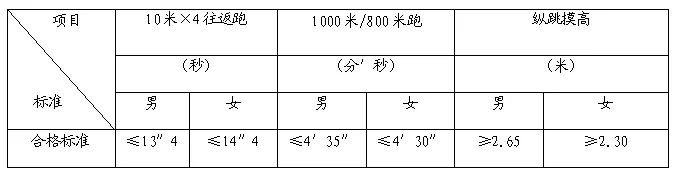 项目 10米×4往返跑 1000米/800米跑 纵跳摸高
(秒) (分′秒) (米)
标准 男 女 男 女 男 女
合格标准 ≤13″4 ≤14″4 ≤4′35″ ≤4′30″ ≥2.65 ≥2.30